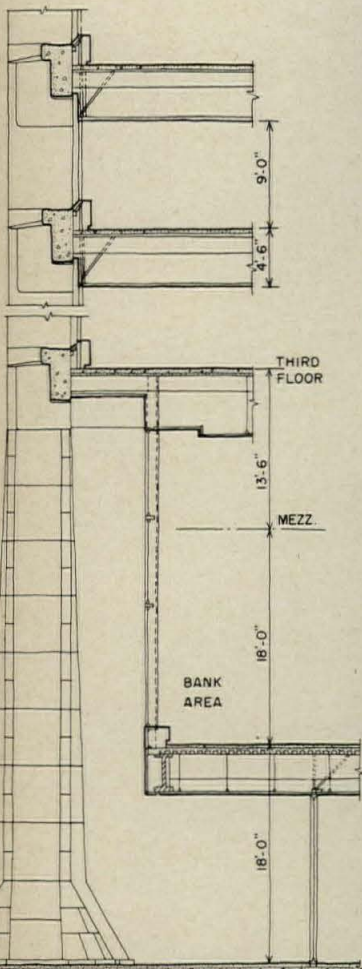 9'-0"
4'-6"
THIRD
FLOOR
13'-6"
MEZZ.
18'-0"
BANK
AREA
18'-0"